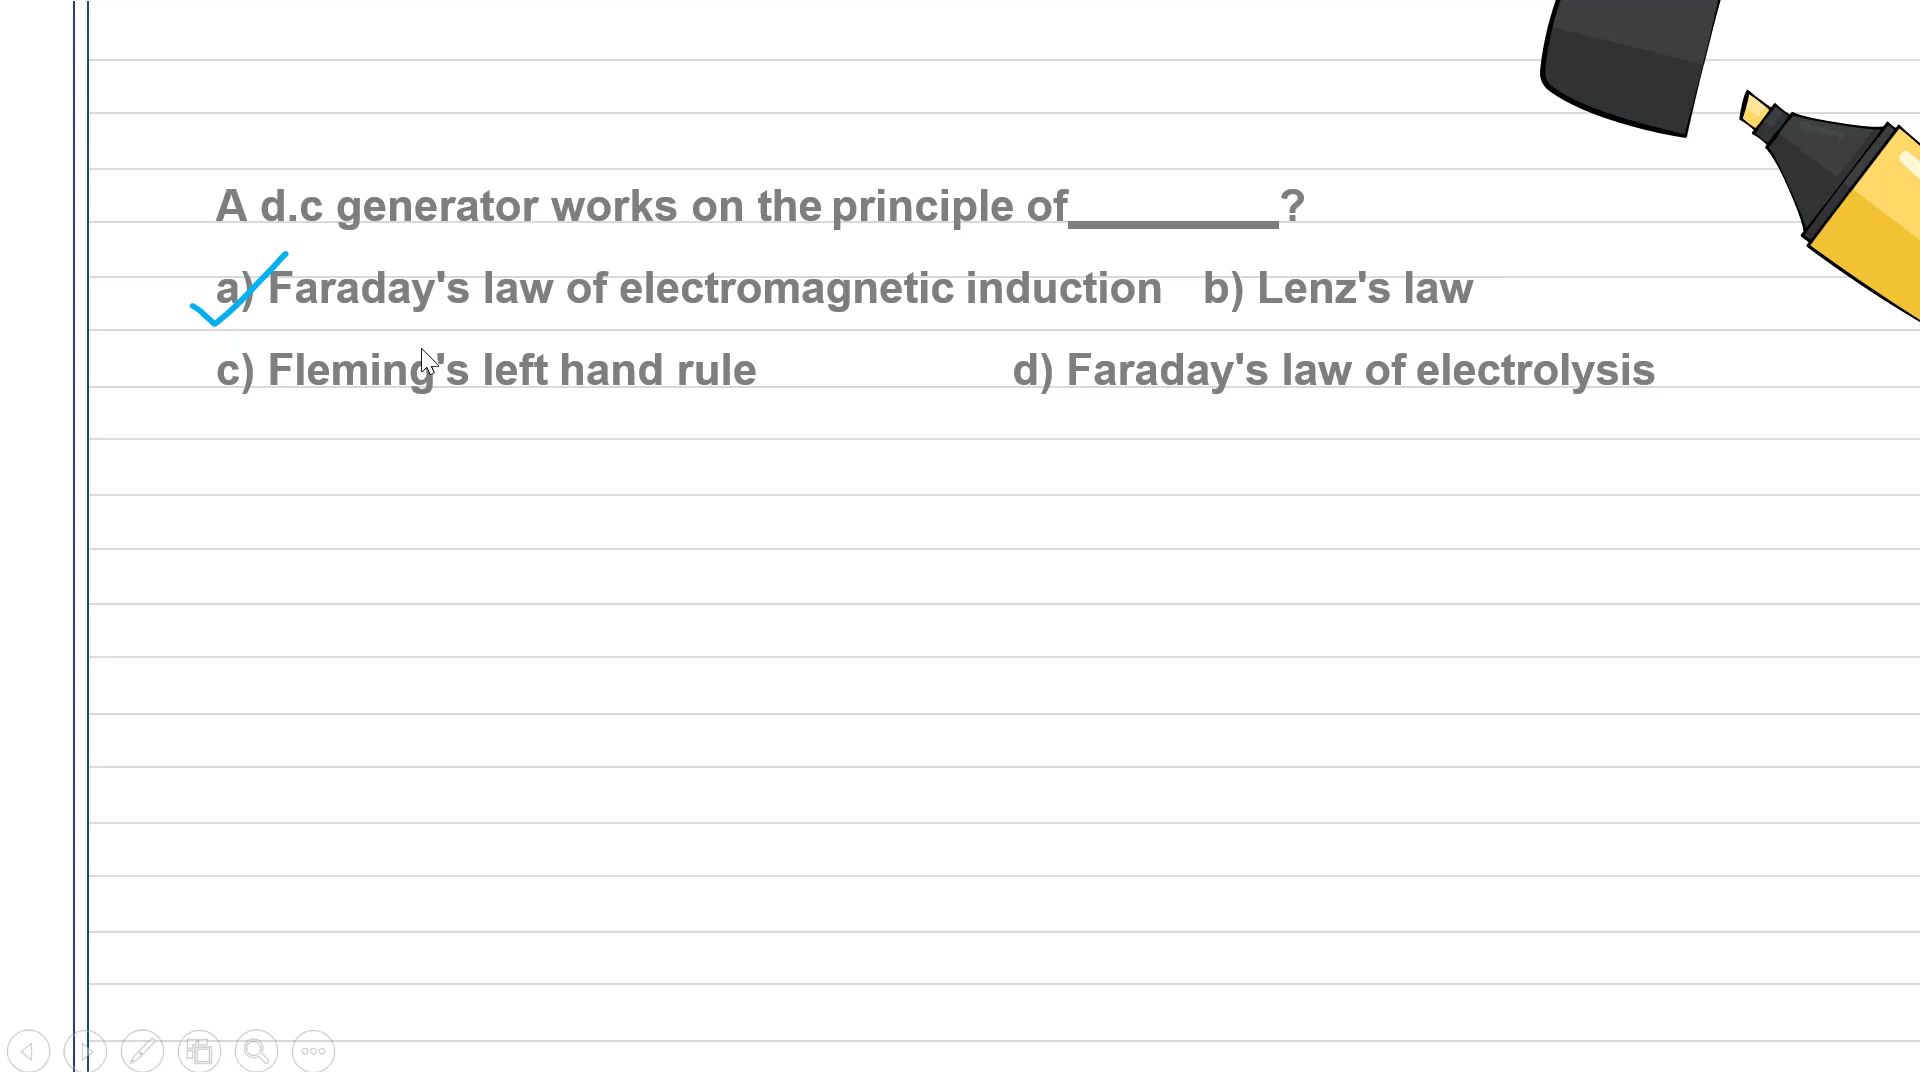 A d.c generator works on the principle of_________?
a) Faraday's law of electromagnetic induction b) Lenz's law
c) Fleming's left hand rule d) Faraday's law of electrolysis